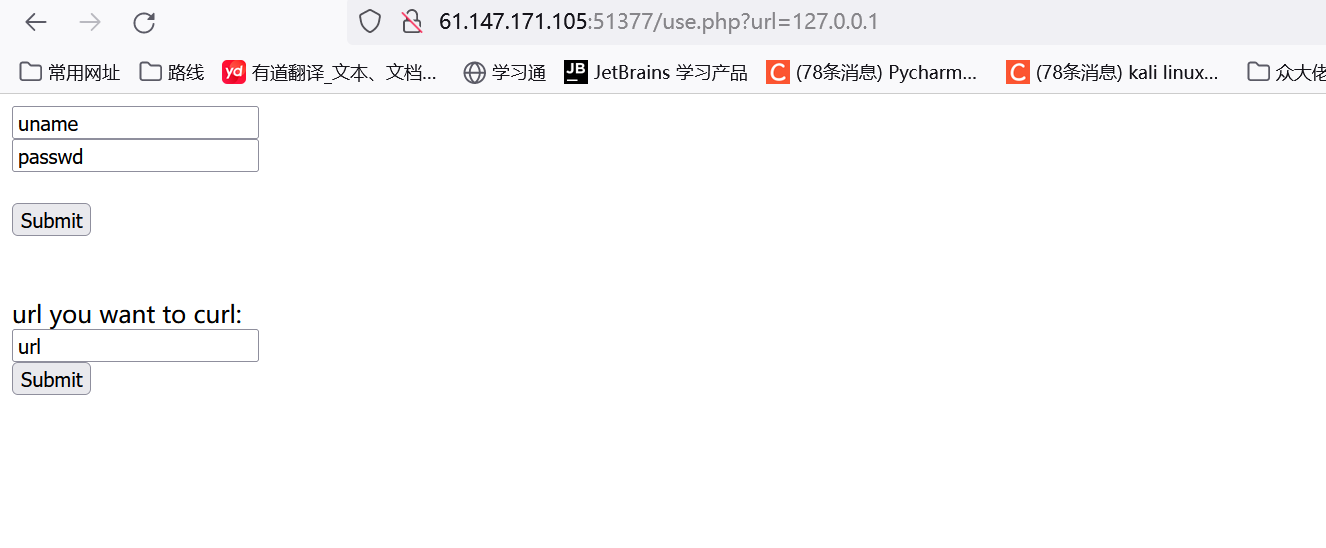 61.147.171.105:51377/use.php?url=127.0.0.1
常用网址 路线 yd 有道翻译_文本、文档... 学习通 JB JetBrains 学习产品 C (78条消息) Pycharm... C (78条消息) kali linux... 众大佬
uname
passwd
Submit
url you want to curl:
url
Submit